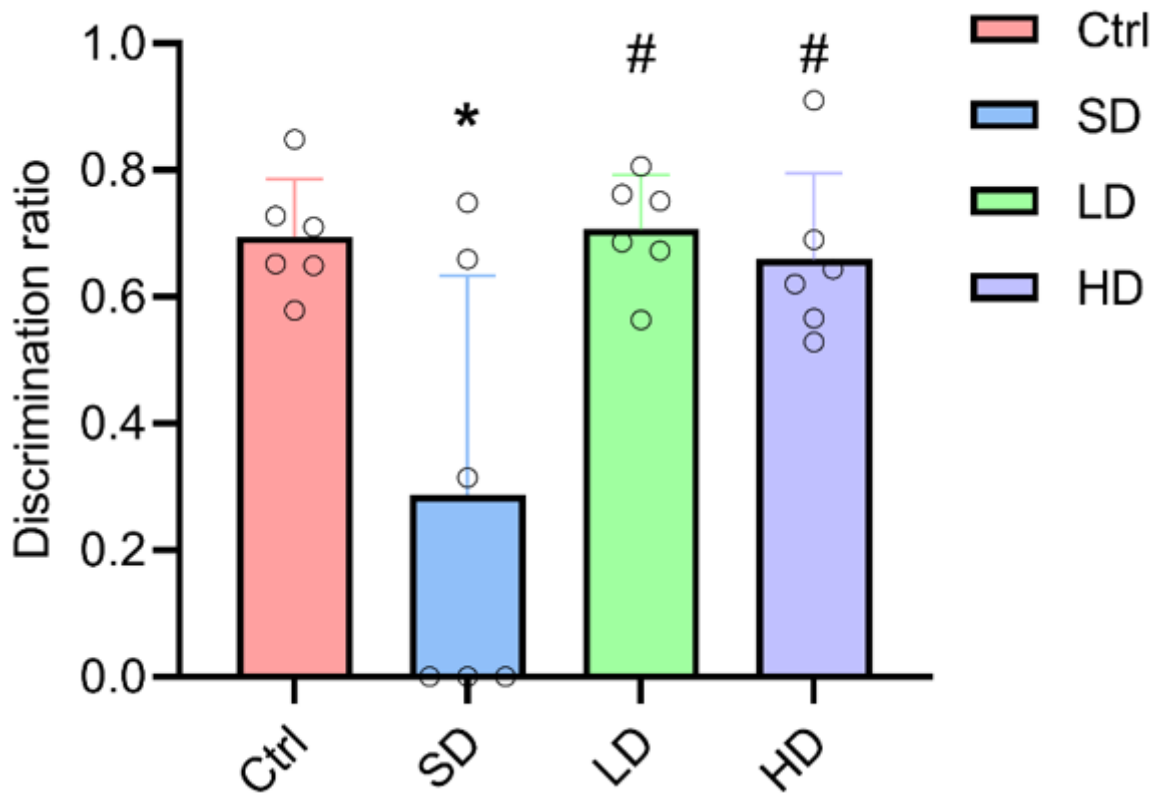 Discrimination ratio
1.0
0.8
0.6
0.4
0.2
0.0
*
#
#
Ctrl
SD
LD
HD
Ctrl
SD
LD
HD